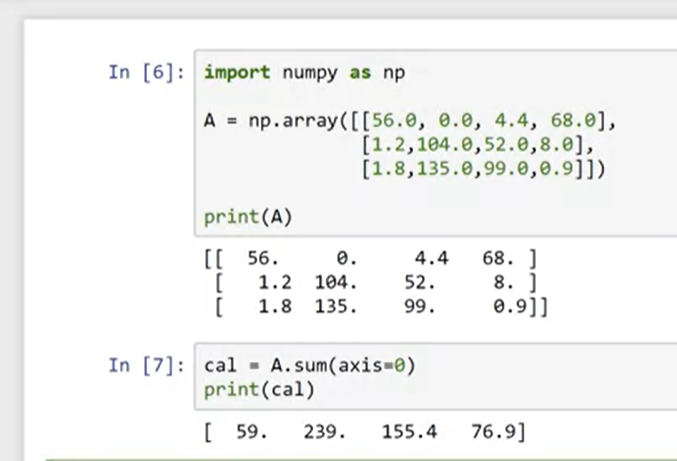 In [6]: import numpy as np
A = np.array([[56.0, 0.0, 4.4, 68.0],
[1.2,104.0,52.0,8.0],
[1.8,135.0,99.0,0.9]])
print(A)
[[ 56. 0. 4.4 68. ]
[ 1.2 104. 52. 8. ]
[ 1.8 135. 99. 0.9]]
In [7]: cal = A.sum(axis=0)
print(cal)
[ 59. 239. 155.4 76.9]